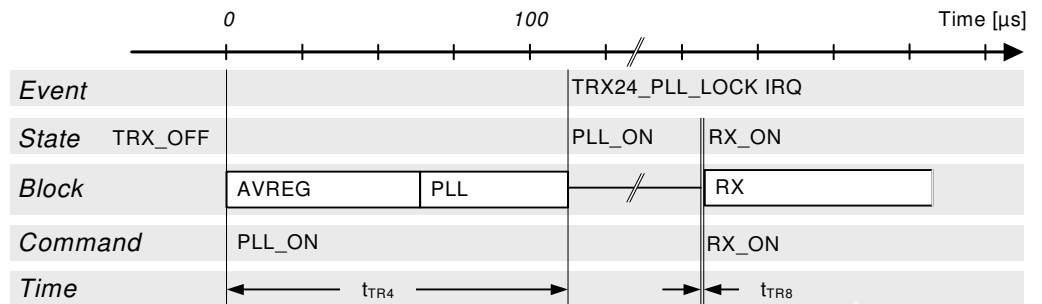 0 100 Time [µs]
Event TRX24_PLL_LOCK IRQ
State TRX_OFF PLL_ON RX_ON
Block AVREG PLL RX
Command PLL_ON RX_ON
Time tTR4 tTR8